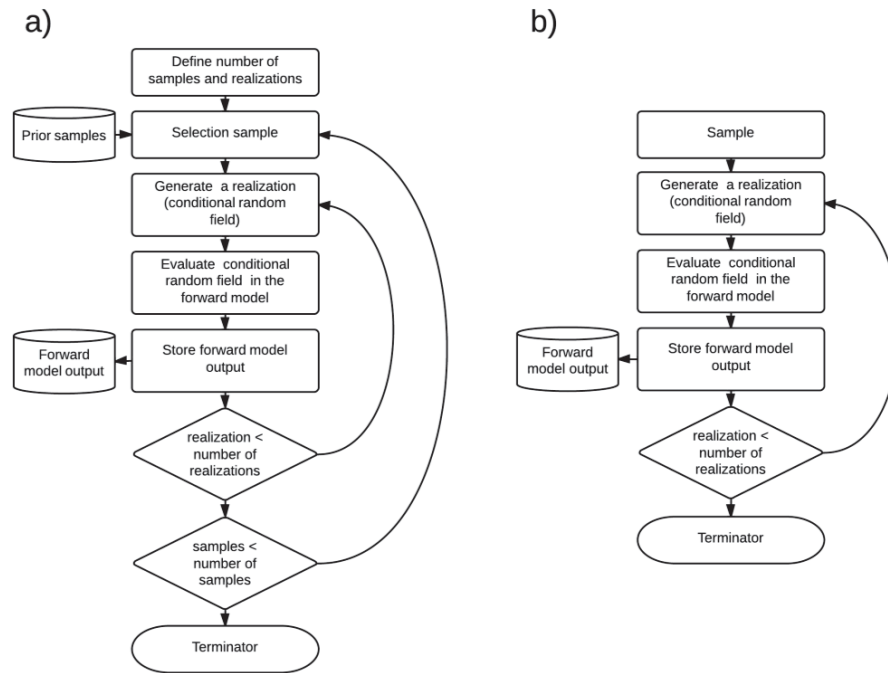 a)
Define number of
samples and realizations
Prior samples
Selection sample
Generate a realization
(conditional random
field)
Evaluate conditional
random field in the
forward model
Forward
model output
Store forward model
output
realization <
number of
realizations
samples <
number of
samples
Terminator
b)
Sample
Generate a realization
(conditional random
field)
Evaluate conditional
random field in the
forward model
Forward
model output
Store forward model
output
realization <
number of
realizations
Terminator